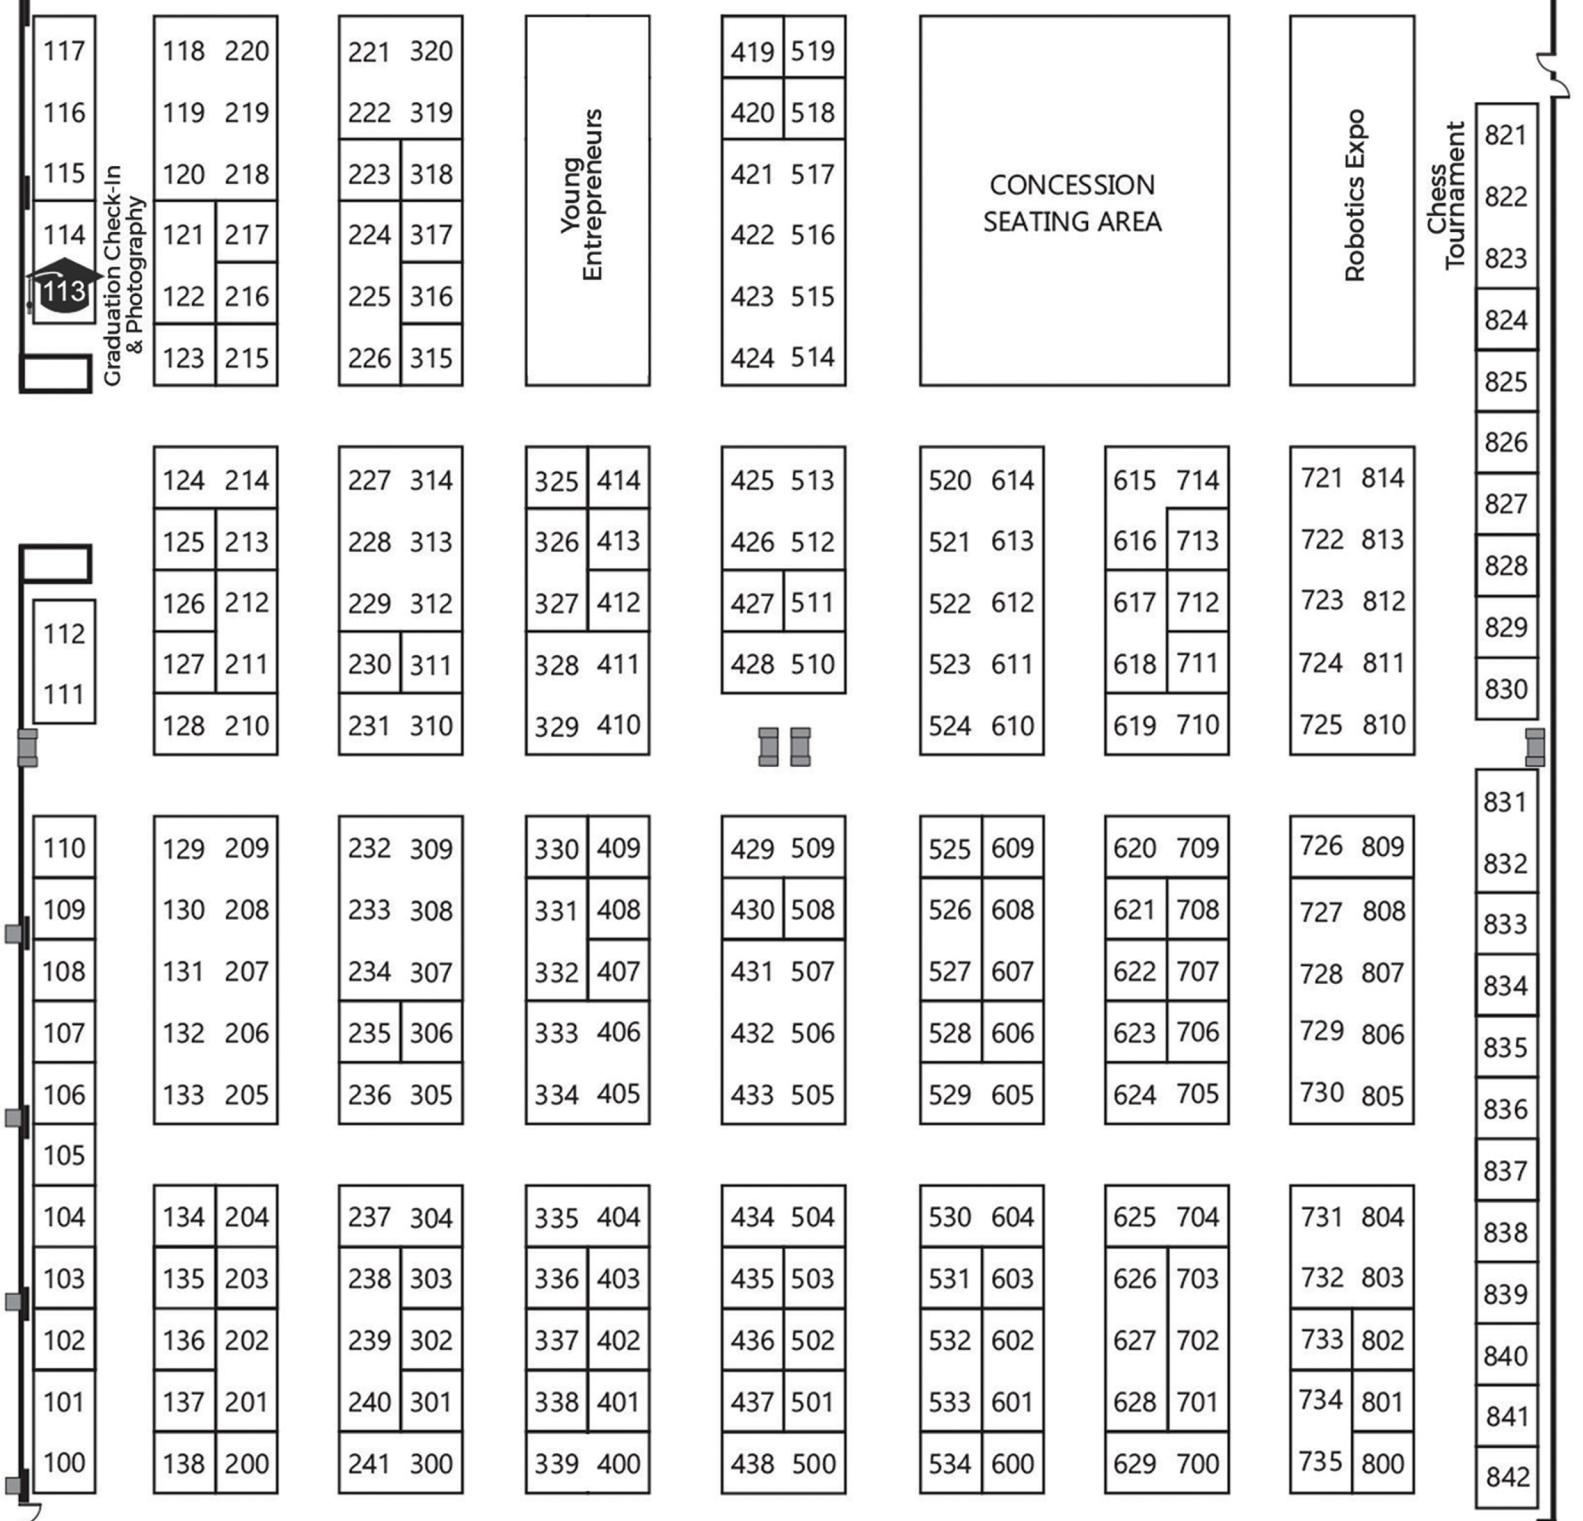 117 118 220 221 320 419 519
116 119 219 222 319 420 518 821
115 120 218 223 318 421 517 822
114 121 217 224 317 422 516 823
113 122 216 225 316 423 515 824
123 215 226 315 424 514 825
Graduation Check-In
& Photography
Young
Entrepreneurs
CONCESSION
SEATING AREA
Robotics Expo
Chess
Tournament
826
124 214 227 314 325 414 425 513 520 614 615 714 721 814 827
125 213 228 313 326 413 426 512 521 613 616 713 722 813 828
112 126 212 229 312 327 412 427 511 522 612 617 712 723 812 829
111 127 211 230 311 328 411 428 510 523 611 618 711 724 811 830
128 210 231 310 329 410 524 610 619 710 725 810
831
110 129 209 232 309 330 409 429 509 525 609 620 709 726 809 832
109 130 208 233 308 331 408 430 508 526 608 621 708 727 808 833
108 131 207 234 307 332 407 431 507 527 607 622 707 728 807 834
107 132 206 235 306 333 406 432 506 528 606 623 706 729 806 835
106 133 205 236 305 334 405 433 505 529 605 624 705 730 805 836
105 837
104 134 204 237 304 335 404 434 504 530 604 625 704 731 804 838
103 135 203 238 303 336 403 435 503 531 603 626 703 732 803 839
102 136 202 239 302 337 402 436 502 532 602 627 702 733 802 840
101 137 201 240 301 338 401 437 501 533 601 628 701 734 801 841
100 138 200 241 300 339 400 438 500 534 600 629 700 735 800 842